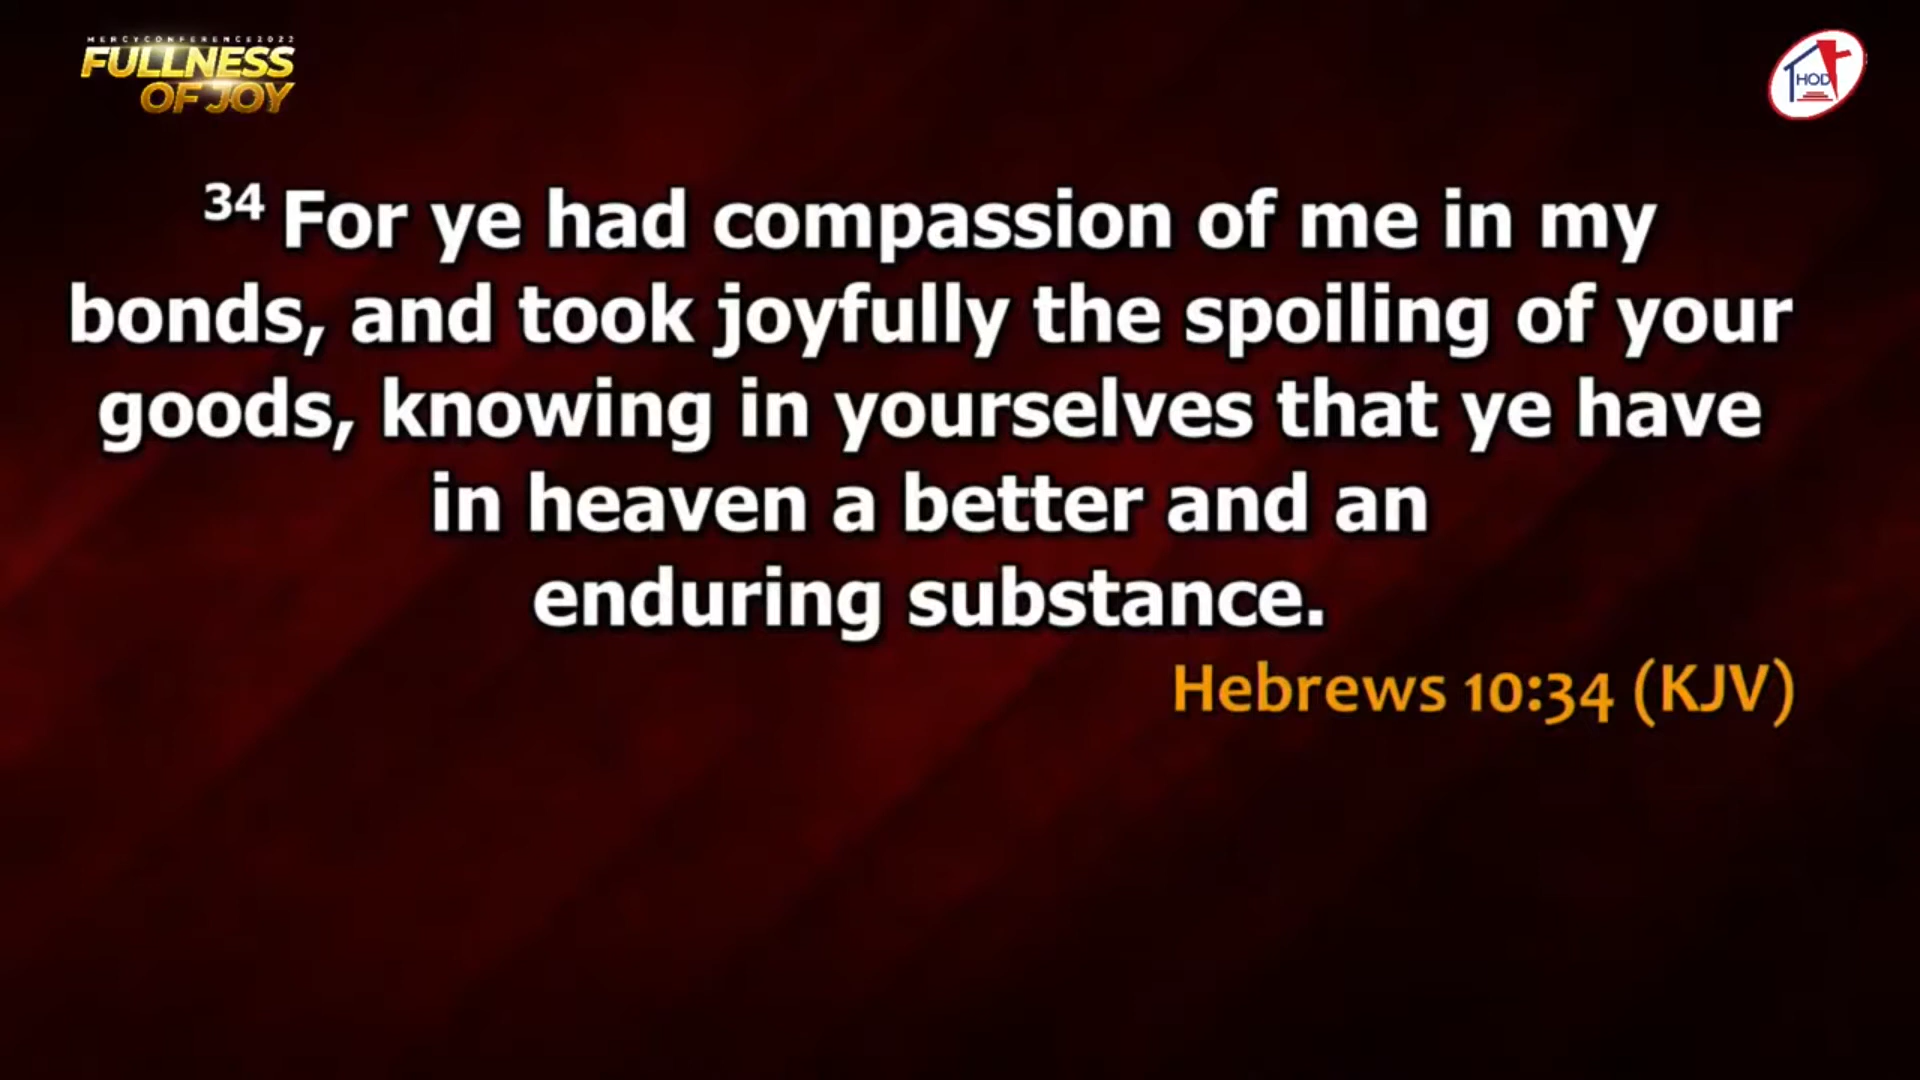 MERCYCONFERENCE2022
FULLNESS
OF JOY
HOD
34 For ye had compassion of me in my
bonds, and took joyfully the spoiling of your
goods, knowing in yourselves that ye have
in heaven a better and an
enduring substance.
Hebrews 10:34 (KJV)